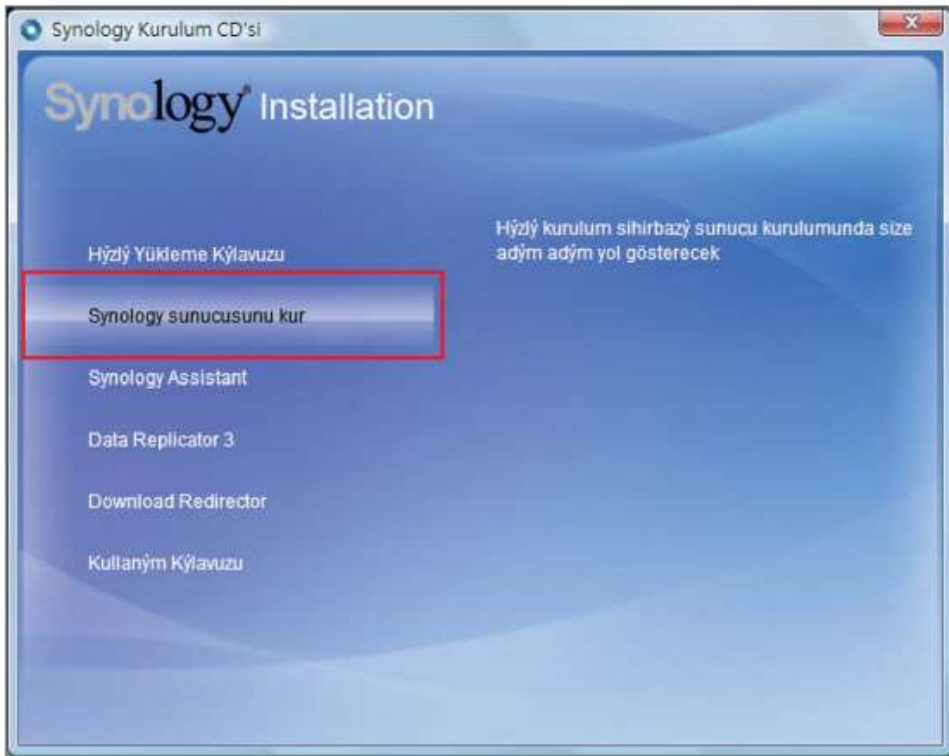 Synology Kurulum CD'si
Synology® Installation
Hýzlý Yükleme Kýlavuzu
Synology sunucusunu kur
Synology Assistant
Data Replicator 3
Download Redirector
Kullaným Kýlavuzu
Hýzlý kurulum sihirbazý sunucu kurulumunda size
adým adým yol gösterecek